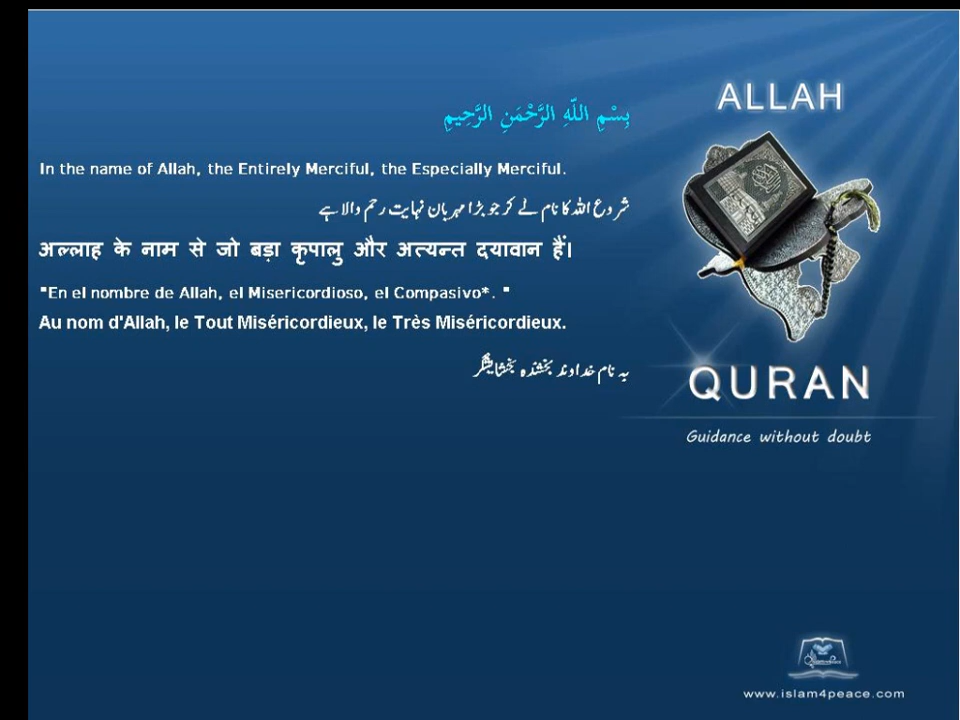 بِسْمِ اللّهِ الرَّحْمَنِ الرَّحِيمِ
In the name of Allah, the Entirely Merciful, the Especially Merciful.
شروع الله کا نام لے کر جو بڑا مہربان نہایت رحم والا ہے
अल्लाह के नाम से जो बड़ा कृपालु और अत्यन्त दयावान हैं।
"En el nombre de Allah, el Misericordioso, el Compasivo*. "
Au nom d'Allah, le Tout Miséricordieux, le Très Miséricordieux.
به نام خداوند بخشنده بخشایشگر
ALLAH
QURAN
Guidance without doubt
www.islam4peace.com